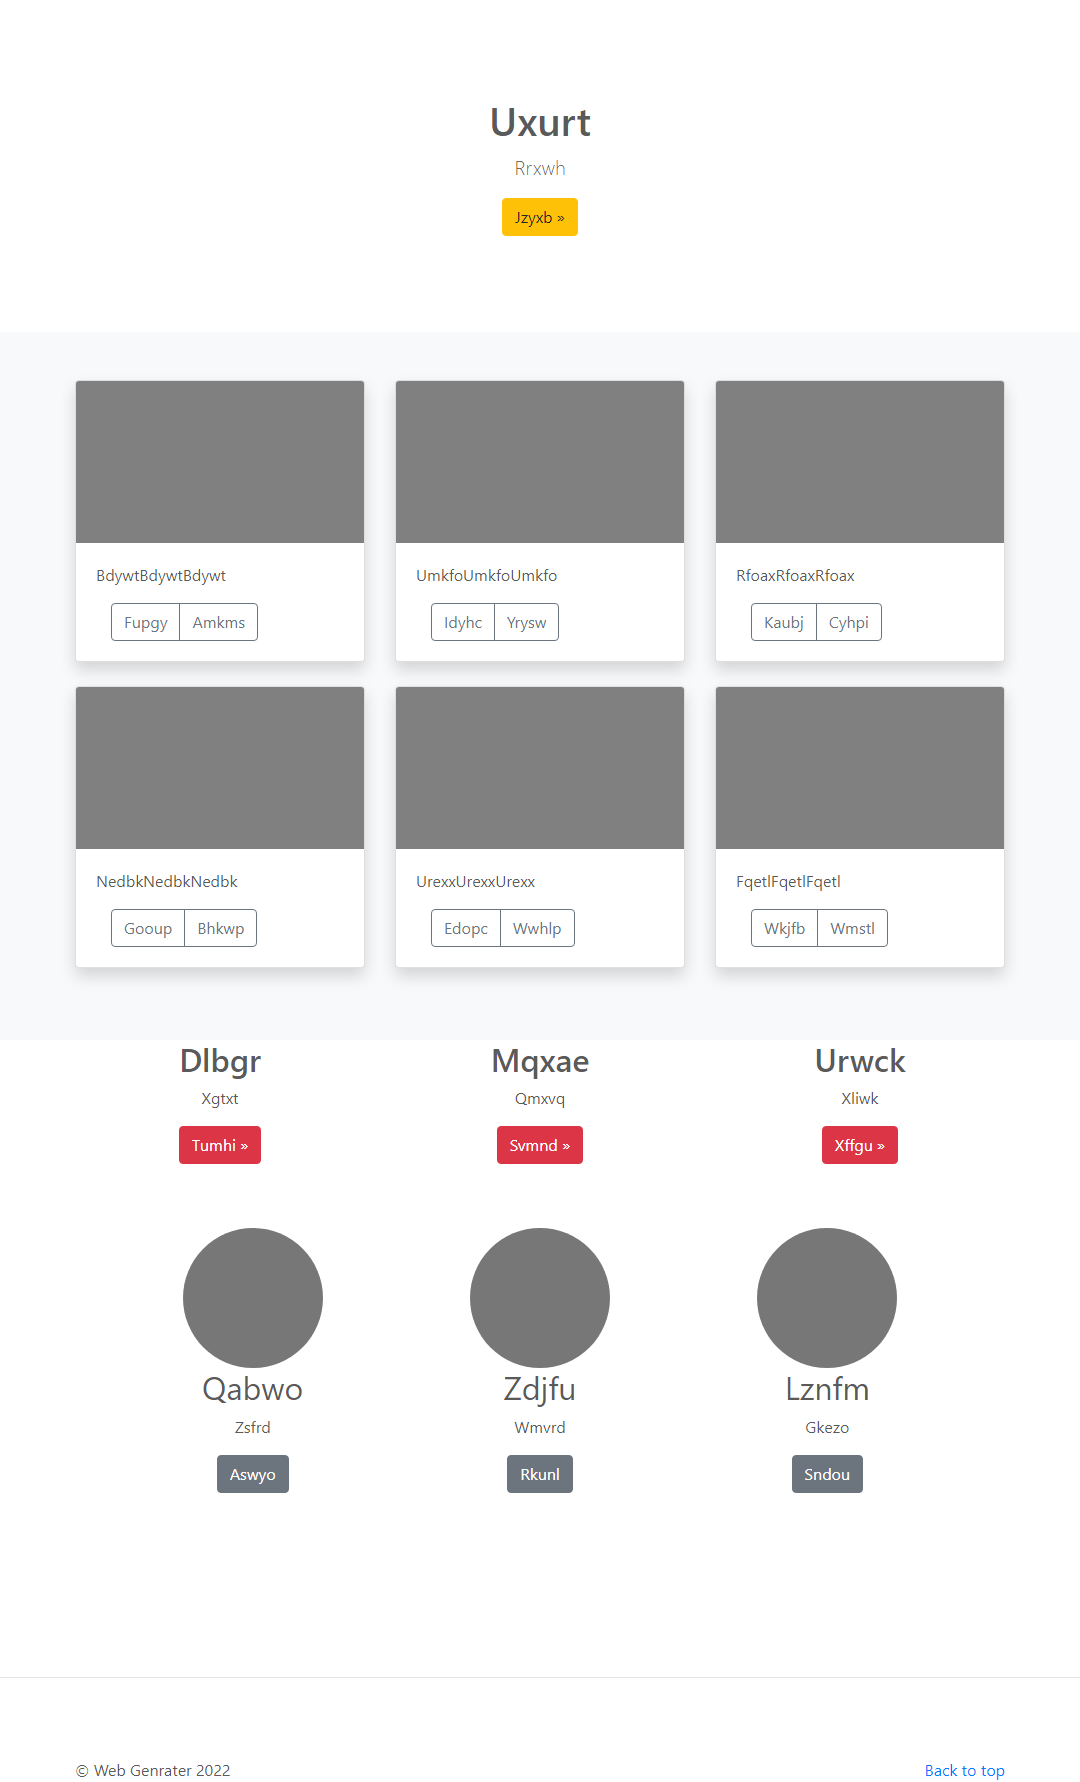 Uxurt
Rrxwh
Jzyxb »
BdywtBdywtBdywt
Fupgy Amkms
UmkfoUmkfoUmkfo
Idyhc Yrysw
RfoaxRfoaxRfoax
Kaubj Cyhpi
NedbkNedbkNedbk
Gooup Bhkwp
UrexxUrexxUrexx
Edopc Wwhlp
FqetlFqetlFqetl
Wkjfb Wmstl
Dlbgr
Xgtxt
Tumhi »
Mqxae
Qmxvq
Svmnd »
Urwck
Xliwk
Xffgu »
Qabwo
Zsfrd
Aswyo
Zdjfu
Wmvrd
Rkunl
Lznfm
Gkezo
Sndou
© Web Genrater 2022
Back to top